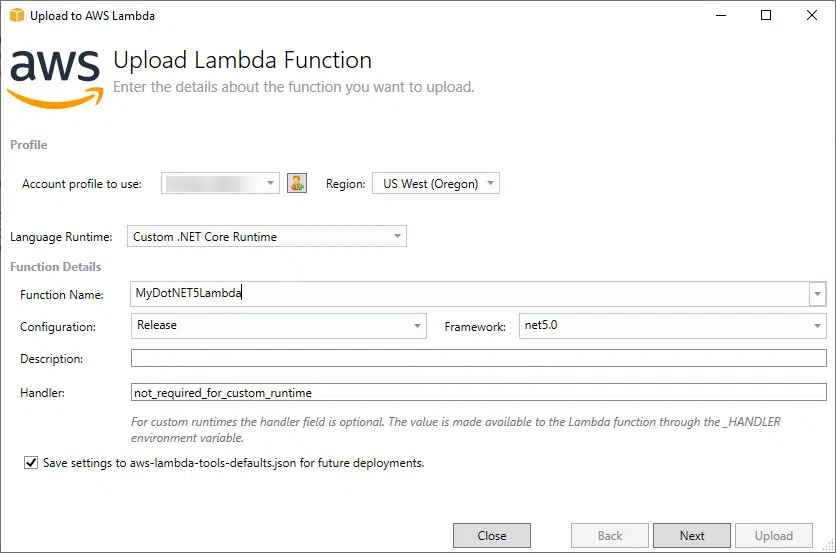 Upload to AWS Lambda
aws
Upload Lambda Function
Enter the details about the function you want to upload.
Profile
Account profile to use:
Region: US West (Oregon)
Language Runtime: Custom .NET Core Runtime
Function Details
Function Name: MyDotNET5Lambda
Configuration: Release Framework: net5.0
Description:
Handler: not_required_for_custom_runtime
For custom runtimes the handler field is optional. The value is made available to the Lambda function through the _HANDLER
environment variable.
Save settings to aws-lambda-tools-defaults.json for future deployments.
Close Back Next Upload